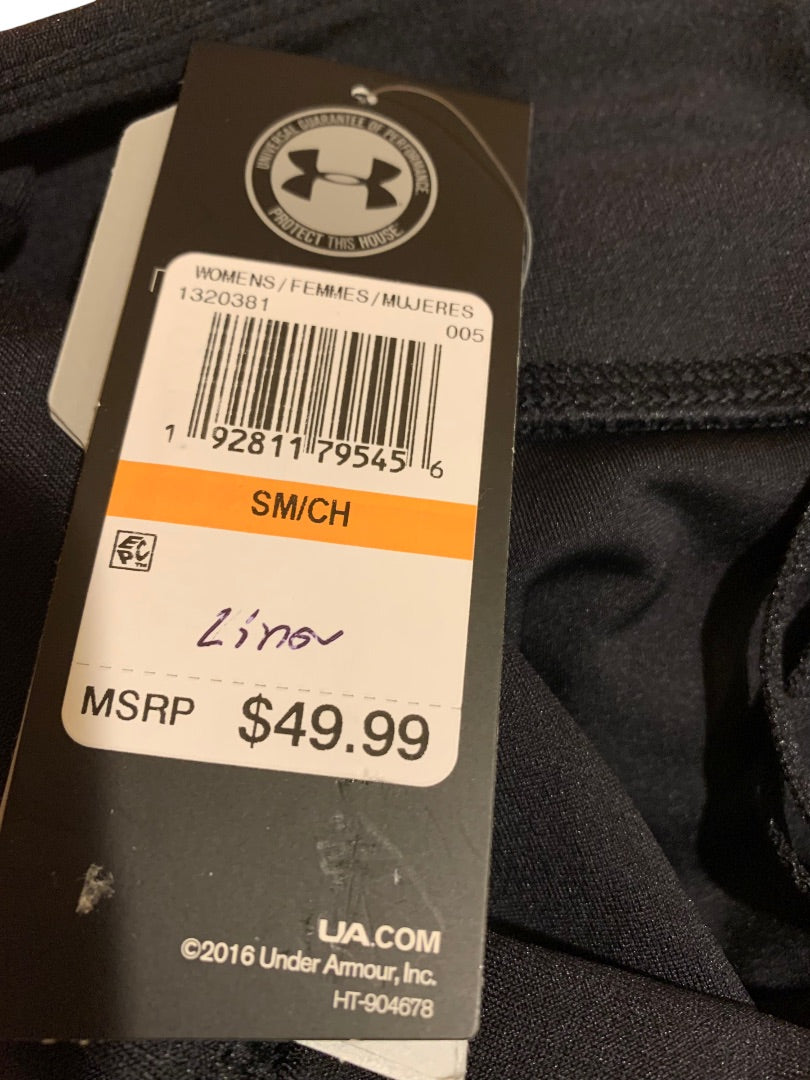 UNIVERSAL GUARANTEE OF PERFORMANCE
PROTECT THIS HOUSE
WOMENS/FEMMES/MUJERES
1320381
005
1 92811 79545 6
SM/CH
ECPC™
MSRP $49.99
UA.COM
©2016 Under Armour, Inc.
HT-904678